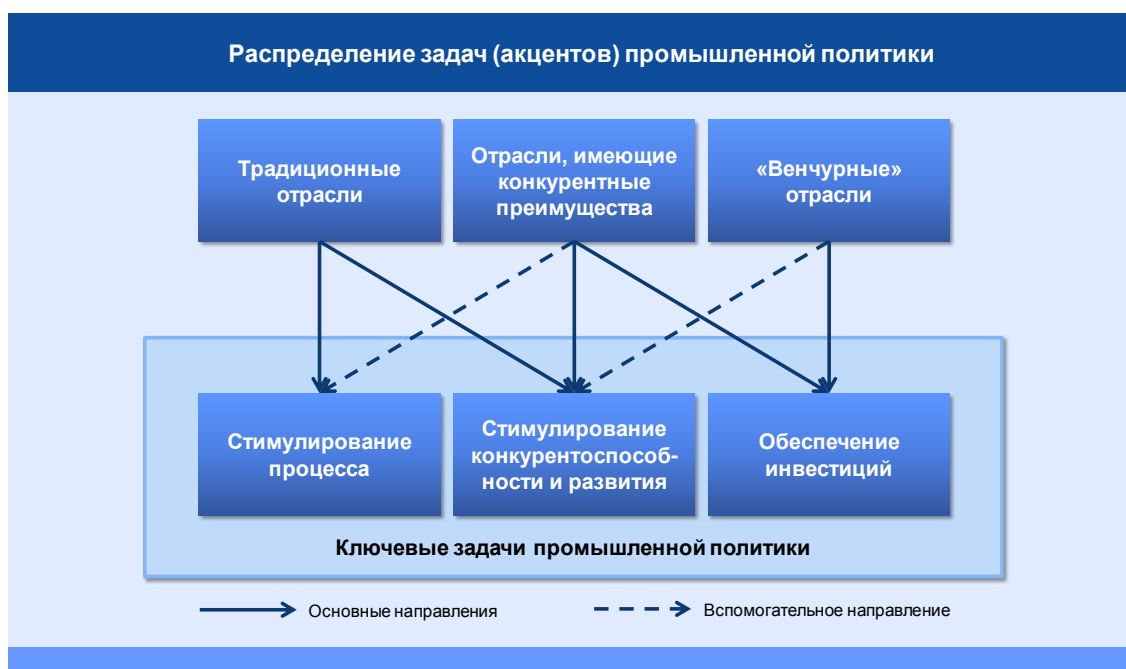 Распределение задач (акцентов) промышленной политики
Традиционные
отрасли
Отрасли, имеющие
конкурентные
преимущества
«Венчурные»
отрасли
Стимулирование
процесса
Стимулирование
конкурентоспособ-
ности и развития
Обеспечение
инвестиций
Ключевые задачи промышленной политики
Основные направления
Вспомогательное направление